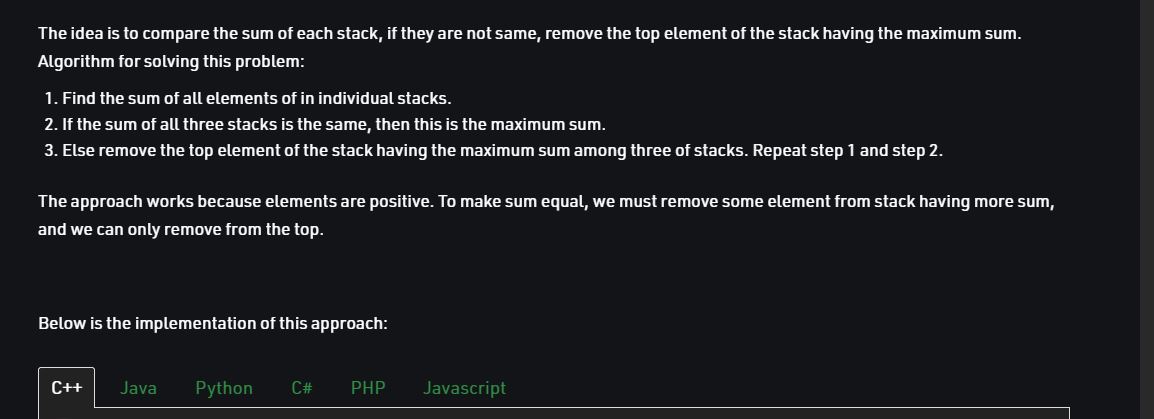 The idea is to compare the sum of each stack, if they are not same, remove the top element of the stack having the maximum sum.
Algorithm for solving this problem:
1. Find the sum of all elements of in individual stacks.
2. If the sum of all three stacks is the same, then this is the maximum sum.
3. Else remove the top element of the stack having the maximum sum among three of stacks. Repeat step 1 and step 2.
The approach works because elements are positive. To make sum equal, we must remove some element from stack having more sum,
and we can only remove from the top.
Below is the implementation of this approach:
C++ Java Python C# PHP Javascript